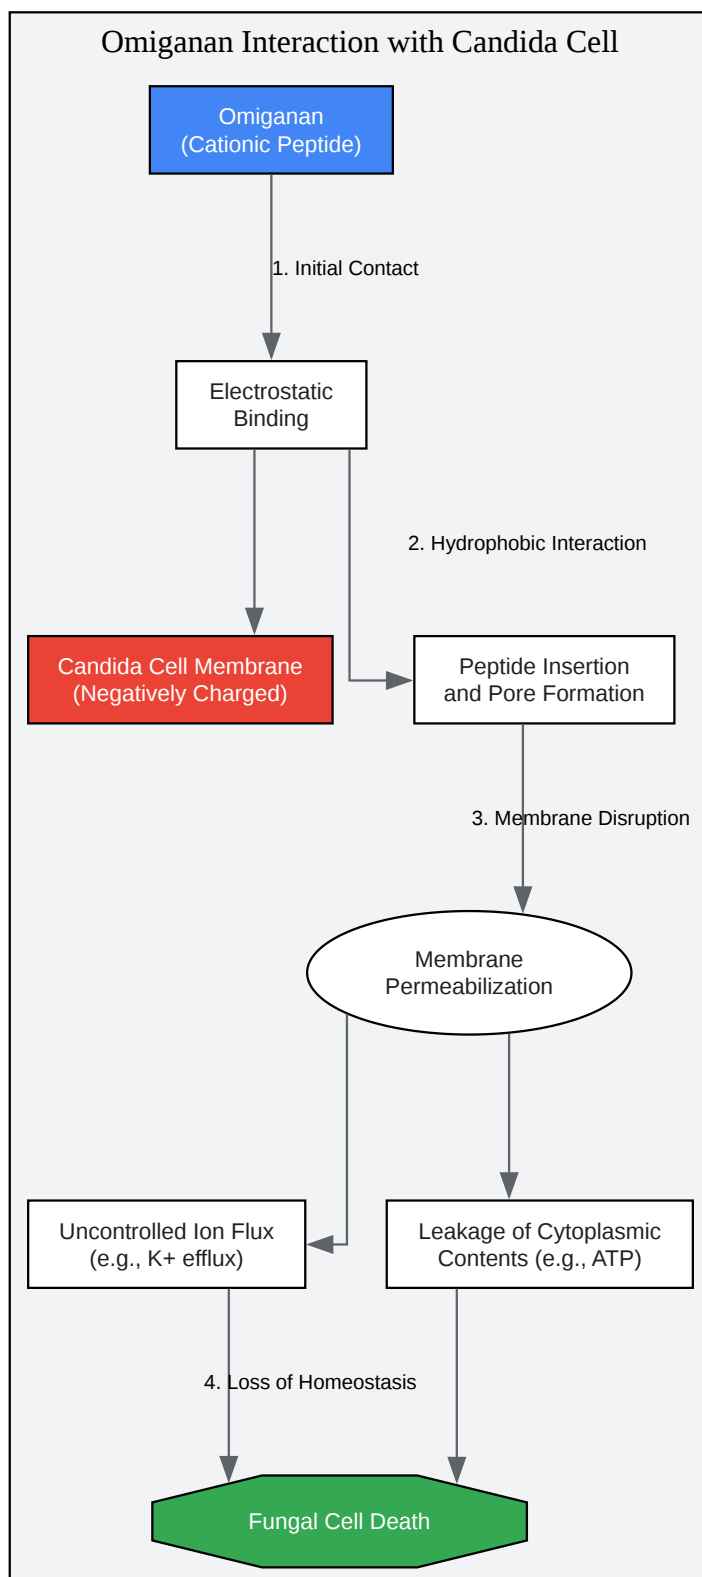 Omiganan Interaction with Candida Cell
Omiganan
(Cationic Peptide)
1. Initial Contact
Electrostatic
Binding
2. Hydrophobic Interaction
Candida Cell Membrane
(Negatively Charged)
Peptide Insertion
and Pore Formation
3. Membrane Disruption
Membrane
Permeabilization
Uncontrolled Ion Flux
(e.g., K+ efflux)
Leakage of Cytoplasmic
Contents (e.g., ATP)
4. Loss of Homeostasis
Fungal Cell Death